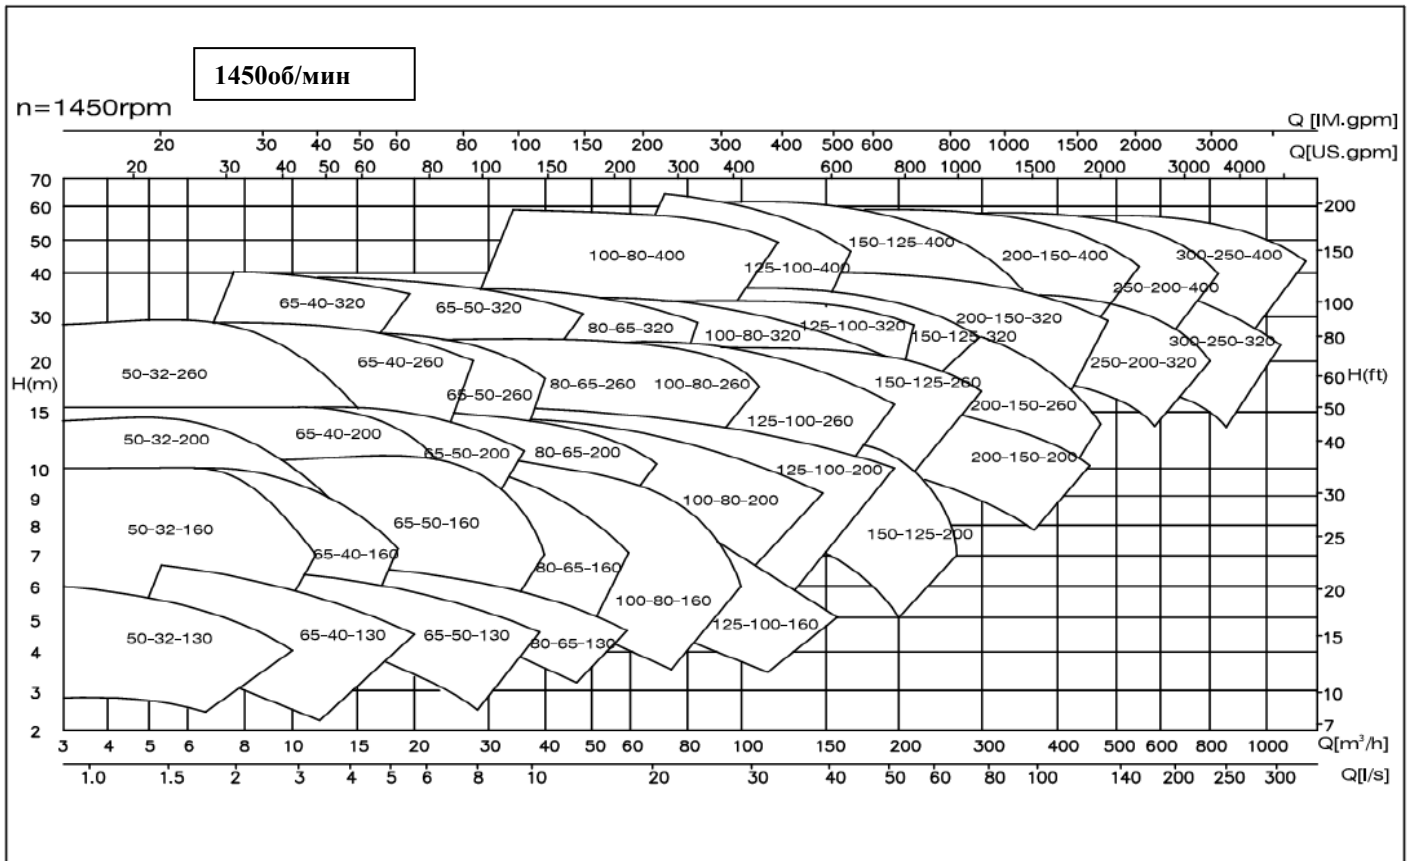 1450об/мин
n=1450rpm
Q [IM.gpm]
20 30 40 50 60 80 100 150 200 300 400 500 600 800 1000 1500 2000 3000
Q[US.gpm]
20 30 40 50 60 80 100 150 200 300 400 600 800 1000 1500 2000 3000 4000
70
60 200
50 150
100-80-400 125-100-400 150-125-400 200-150-400 300-250-400
40
250-200-400
65-40-320 65-50-320 100
30
80-65-320 100-80-320 125-100-320 150-125-320 200-150-320 300-250-320 80
20
65-40-260 250-200-320
50-32-260 60
H(m) H(ft)
65-50-260 80-65-260 100-80-260 150-125-260
15 50
125-100-260 200-150-260
50-32-200 65-40-200 40
65-50-200 80-65-200 200-150-200
10 125-100-200
9 100-80-200 30
8 50-32-160 65-50-160 150-125-200 25
7 65-40-160
80-65-160
6 100-80-160 20
5 125-100-160
50-32-130 65-40-130 65-50-130 80-65-130 15
4
3 10
2 7
3 4 5 6 8 10 15 20 30 40 50 60 80 100 150 200 300 400 500 600 800 1000 Q[m³/h]
1.0 1.5 2 3 4 5 6 8 10 20 30 40 50 60 80 100 140 200 250 300 Q[l/s]